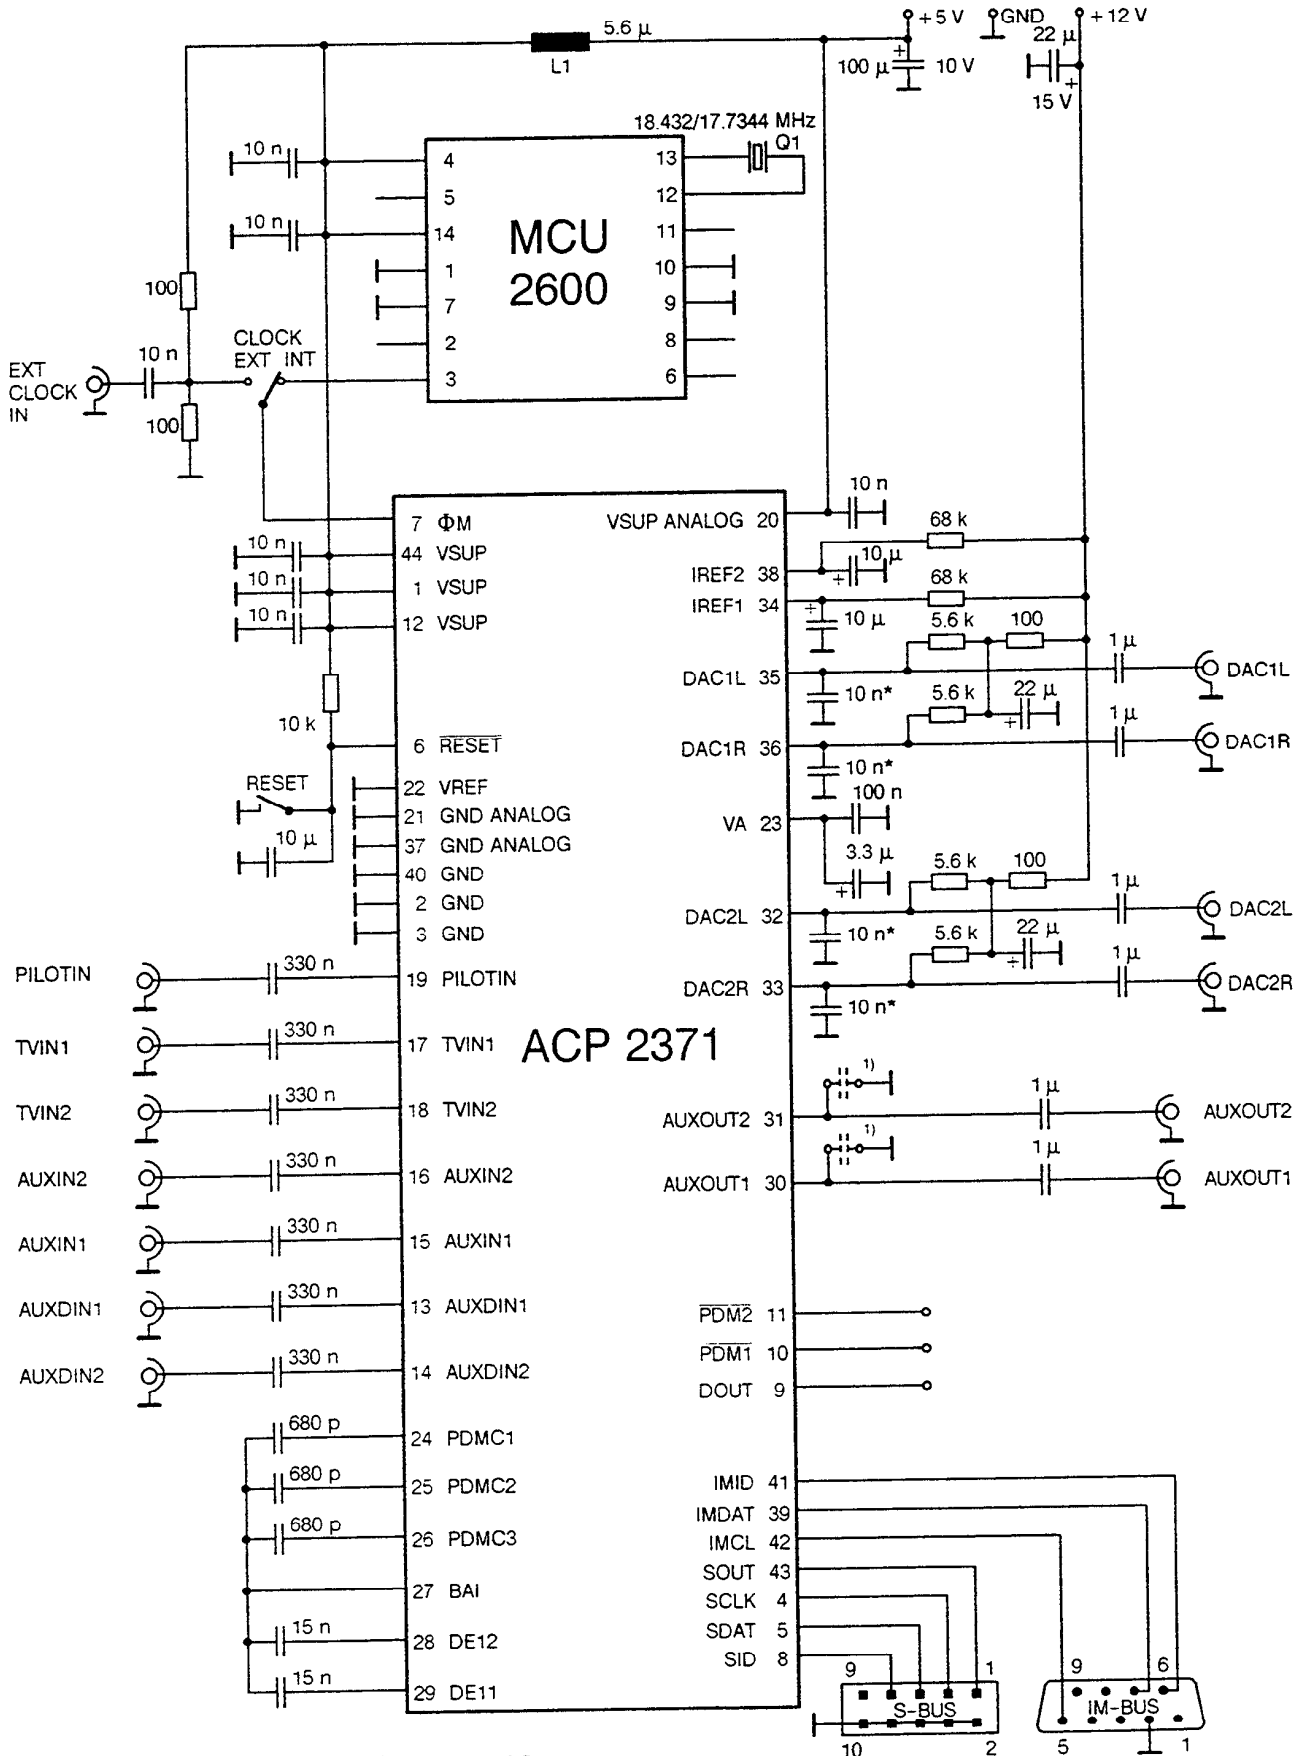 5.6 µ
L1
+5 V
GND
+12 V
100 µ
10 V
22 µ
15 V
18.432/17.7344 MHz
Q1
10 n
10 n
4
5
14
1
7
2
3
MCU
2600
13
12
11
10
9
8
6
100
10 n
100
EXT
CLOCK
IN
CLOCK
EXT INT
7 ΦM
10 n
44 VSUP
10 n
1 VSUP
10 n
12 VSUP
10 k
6 RESET
RESET
10 µ
22 VREF
21 GND ANALOG
37 GND ANALOG
40 GND
2 GND
3 GND
PILOTIN
330 n
19 PILOTIN
TVIN1
330 n
17 TVIN1
TVIN2
330 n
18 TVIN2
AUXIN2
330 n
16 AUXIN2
AUXIN1
330 n
15 AUXIN1
AUXDIN1
330 n
13 AUXDIN1
AUXDIN2
330 n
14 AUXDIN2
680 p
24 PDMC1
680 p
25 PDMC2
680 p
26 PDMC3
27 BAI
15 n
28 DE12
15 n
29 DE11
ACP 2371
VSUP ANALOG 20
10 n
68 k
IREF2 38
10 µ
68 k
IREF1 34
10 µ
5.6 k
100
DAC1L 35
10 n*
1 µ
DAC1L
5.6 k
22 µ
DAC1R 36
10 n*
1 µ
DAC1R
VA 23
100 n
3.3 µ
5.6 k
100
DAC2L 32
10 n*
1 µ
DAC2L
5.6 k
22 µ
DAC2R 33
10 n*
1 µ
DAC2R
1)
AUXOUT2 31
1 µ
AUXOUT2
1)
AUXOUT1 30
1 µ
AUXOUT1
PDM2 11
PDM1 10
DOUT 9
IMID 41
IMDAT 39
IMCL 42
SOUT 43
SCLK 4
SDAT 5
SID 8
9
1
S-BUS
10
2
9
6
IM-BUS
5
1